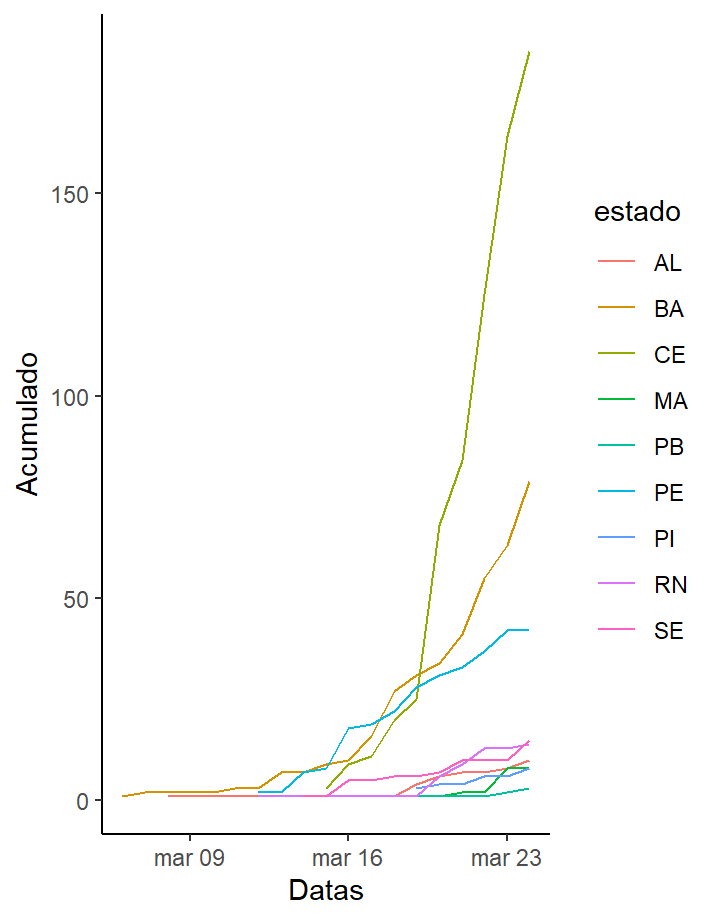 150
100
50
0
Acumulado
mar 09 mar 16 mar 23
Datas
estado
AL
BA
CE
MA
PB
PE
PI
RN
SE